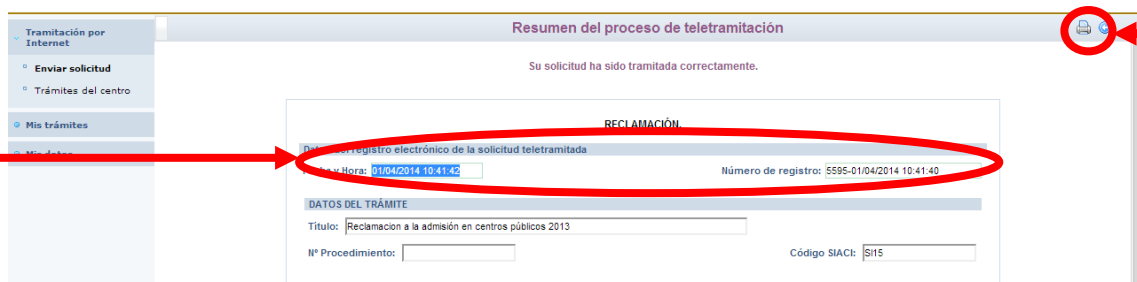 Tramitación por
Internet
Enviar solicitud
Trámites del centro
Mis trámites
Resumen del proceso de teletramitación
Su solicitud ha sido tramitada correctamente.
RECLAMACIÓN.
registro electrónico de la solicitud teletramitada
Hora: 01/04/2014 10:41:42 Número de registro: 5595-01/04/2014 10:41:40
DATOS DEL TRÁMITE
Título: Reclamacion a la admisión en centros públicos 2013
Nº Procedimiento: Código SIACI: SI15